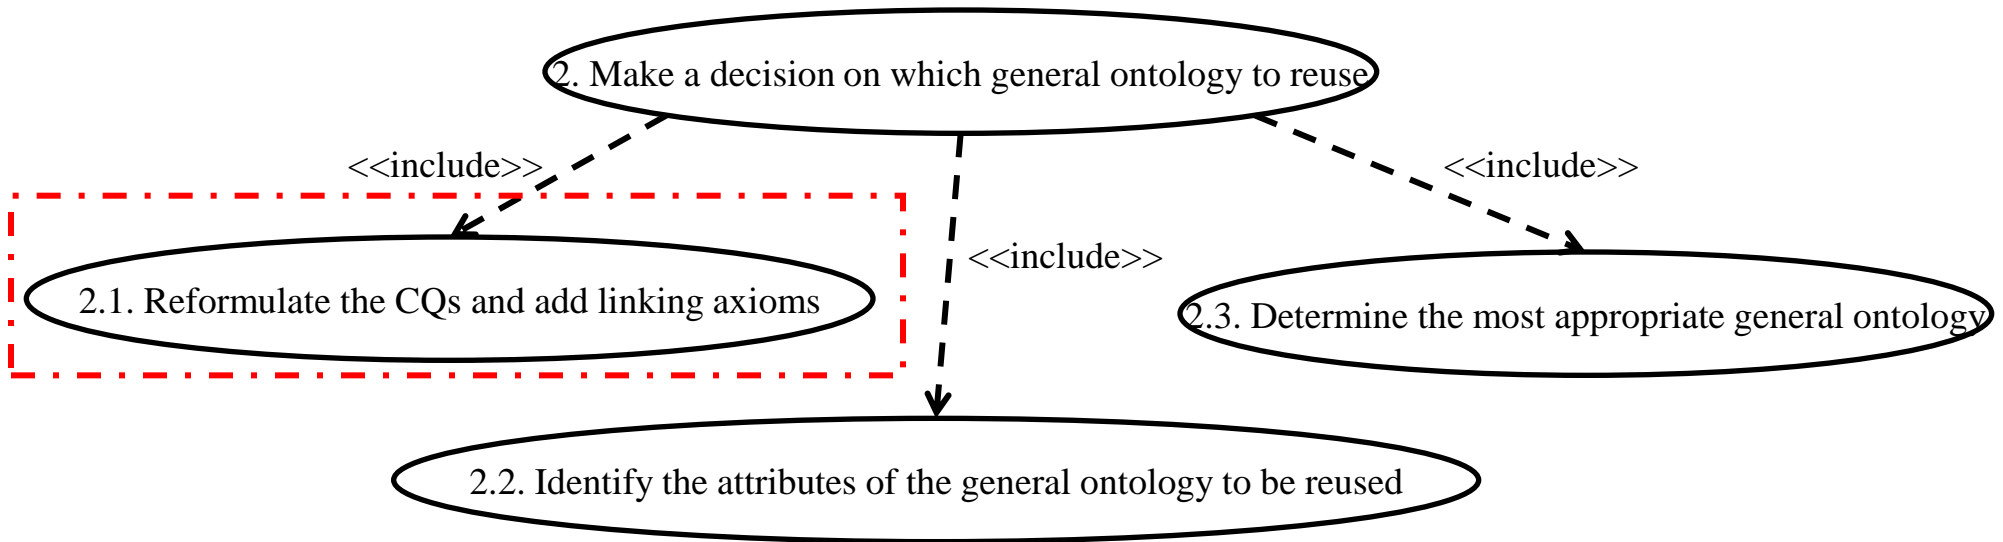 2. Make a decision on which general ontology to reuse
<<include>>
<<include>>
<<include>>
2.1. Reformulate the CQs and add linking axioms
2.3. Determine the most appropriate general ontology
2.2. Identify the attributes of the general ontology to be reused